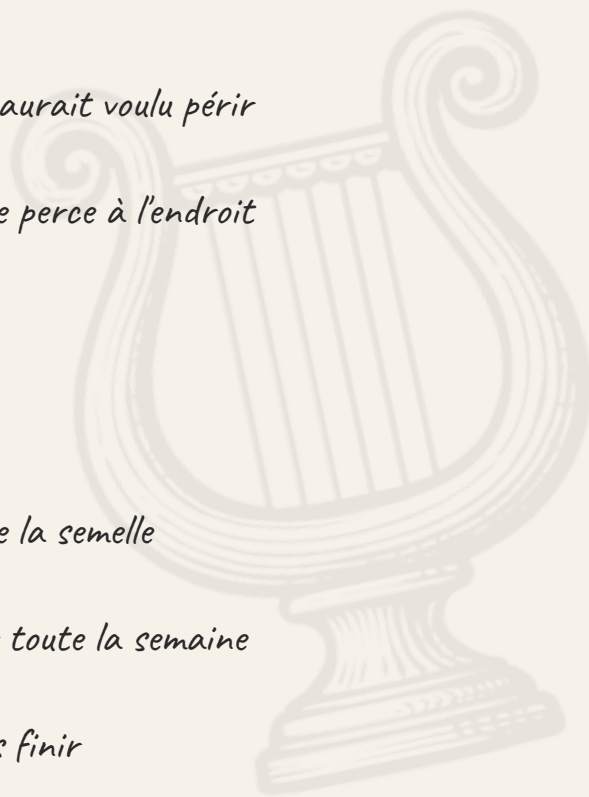 aurait voulu périr
e perce à l'endroit
e la semelle
toute la semaine
s finir